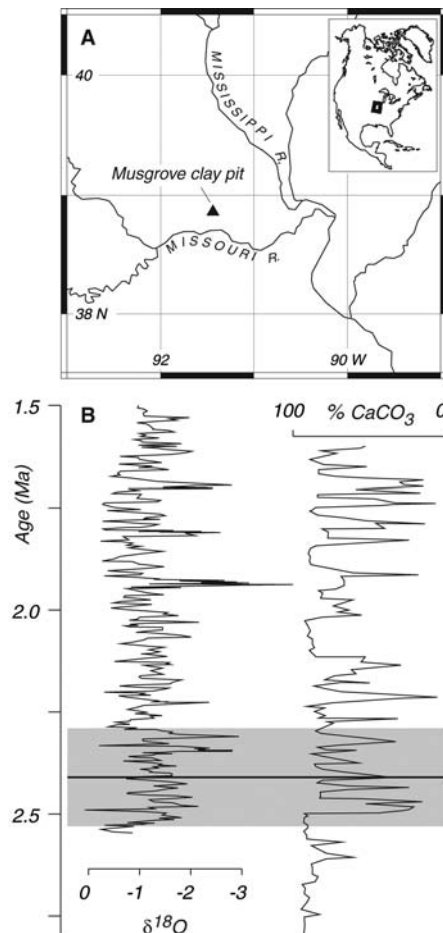 A
40
MISSISSIPPI R.
Musgrove clay pit
MISSOURI R.
38 N
92
90 W
B
1.5
100 % CaCO3 0
Age (Ma)
2.0
2.5
0 -1 -2 -3
δ18O